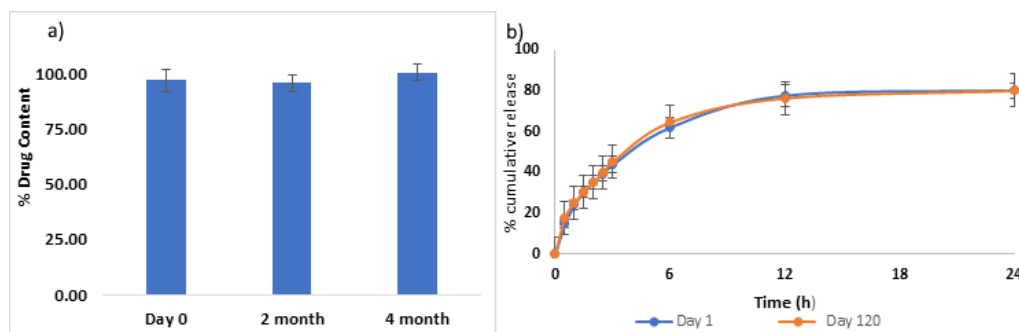 a)
% Drug Content
100.00
75.00
50.00
25.00
0.00
Day 0 2 month 4 month
b)
% cumulative release
100
80
60
40
20
0
0 6 12 18 24
Time (h)
Day 1 Day 120